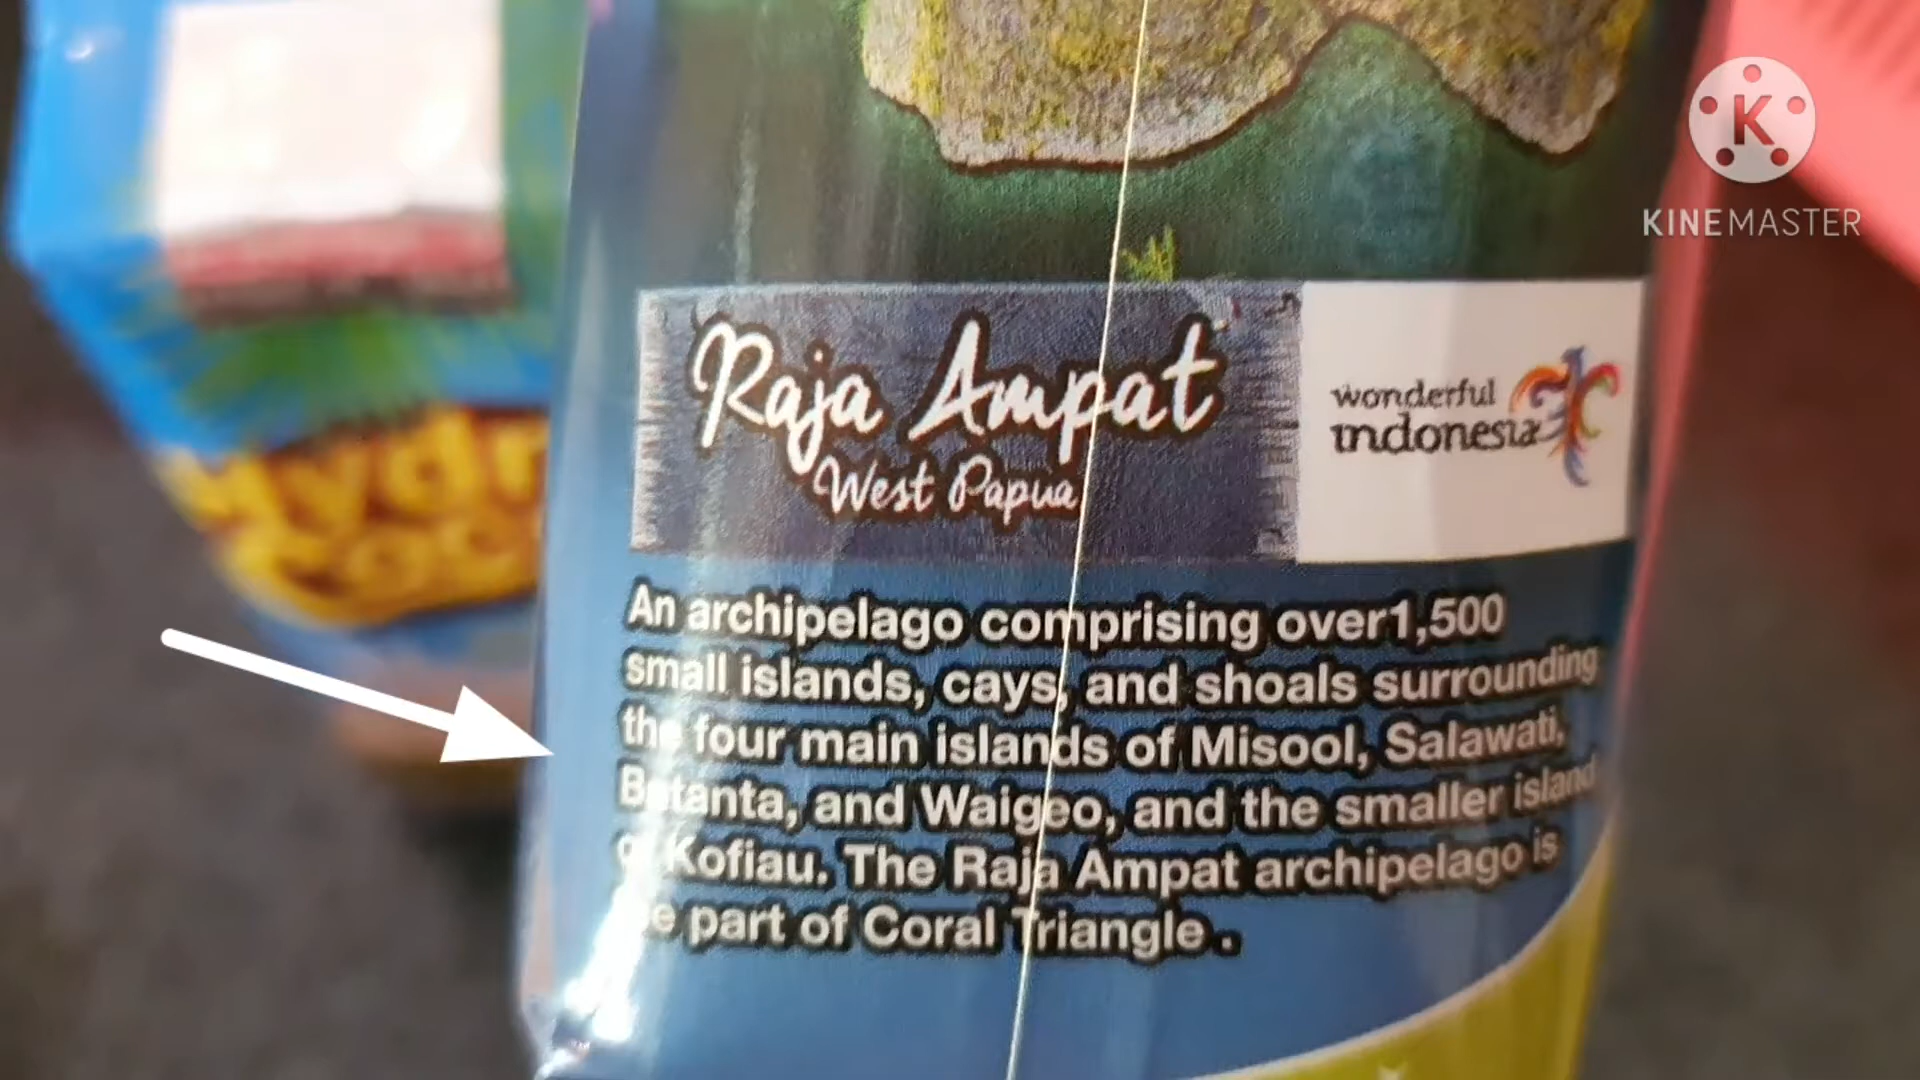 K
KINEMASTER
Raja Ampat
West Papua
wonderful
indonesia
An archipelago comprising over1,500
small islands, cays, and shoals surrounding
the four main islands of Misool, Salawati,
Batanta, and Waigeo, and the smaller island
of Kofiau. The Raja Ampat archipelago is
part of Coral Triangle .